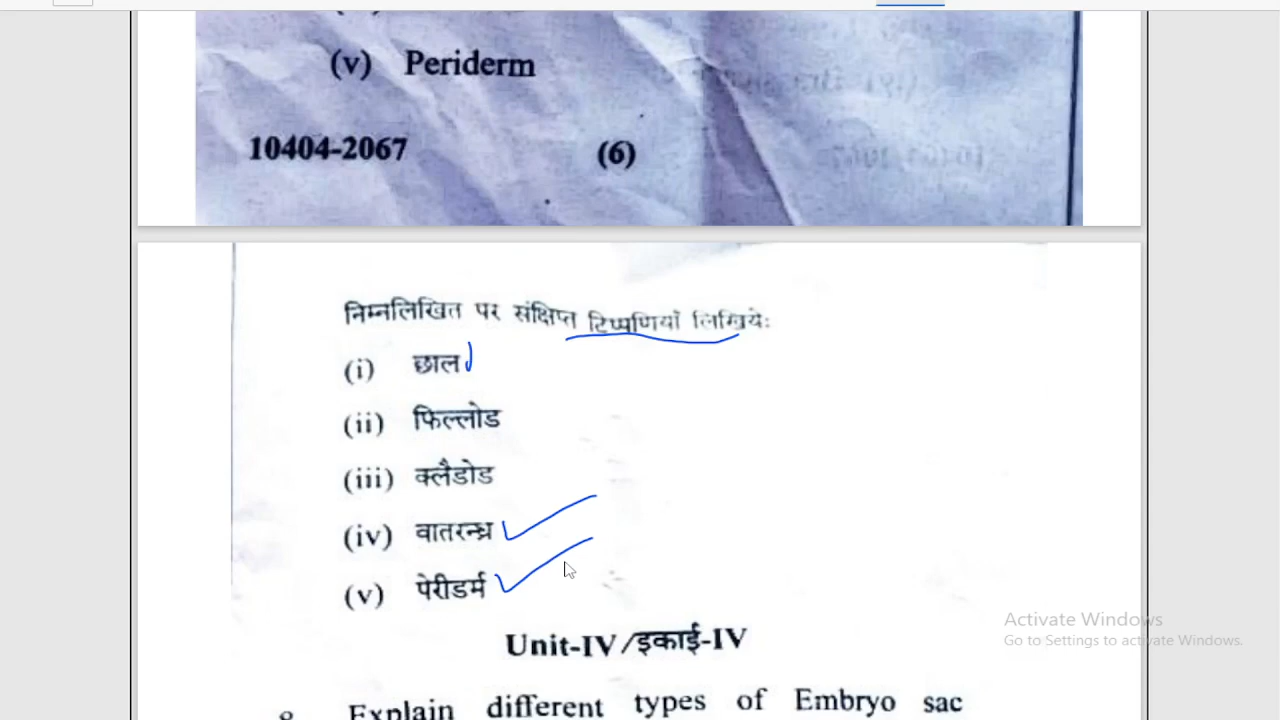 (v) Periderm
10404-2067 (6)
निम्नलिखित पर संक्षिप्त टिप्पणियाँ लिखिये:
(i) छाल
(ii) फिल्लोड
(iii) क्लैडोड
(iv) वातरन्ध्र
(v) पेरीडर्म
Unit-IV/इकाई-IV
Explain different types of Embryo sac
Activate Windows
Go to Settings to activate Windows.